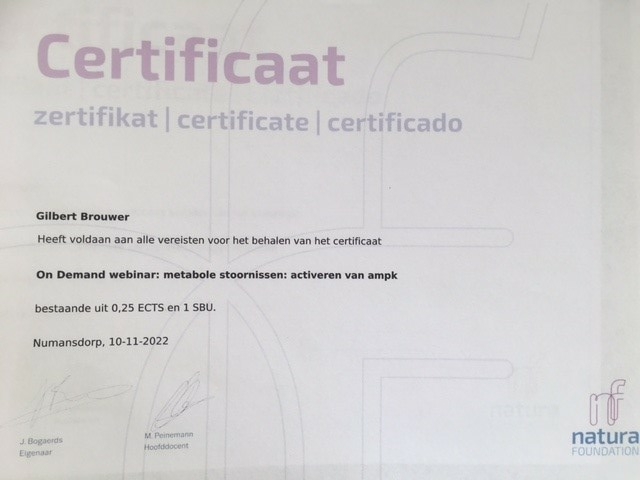 Certificaat
zertifikat | certificate | certificado
Gilbert Brouwer
Heeft voldaan aan alle vereisten voor het behalen van het certificaat
On Demand webinar: metabole stoornissen: activeren van ampk
bestaande uit 0,25 ECTS en 1 SBU.
Numansdorp, 10-11-2022
J. Bogaerds
Eigenaar
M. Peinemann
Hoofddocent
nf
natura
FOUNDATION